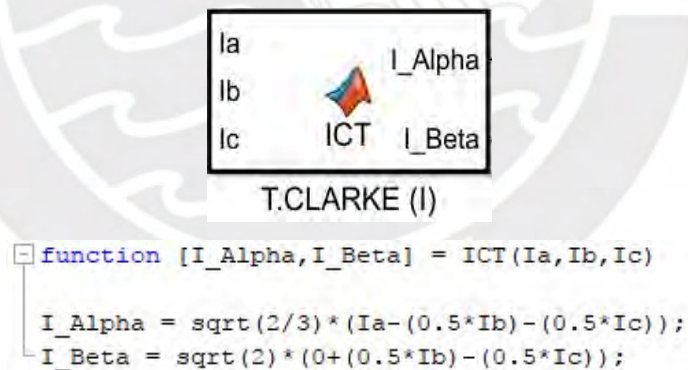 Ia
I_Alpha
Ib
Ic
ICT
I_Beta
T.CLARKE (I)
function [I_Alpha,I_Beta] = ICT(Ia,Ib,Ic)
I_Alpha = sqrt(2/3)*(Ia-(0.5*Ib)-(0.5*Ic));
I_Beta = sqrt(2)*(0+(0.5*Ib)-(0.5*Ic));